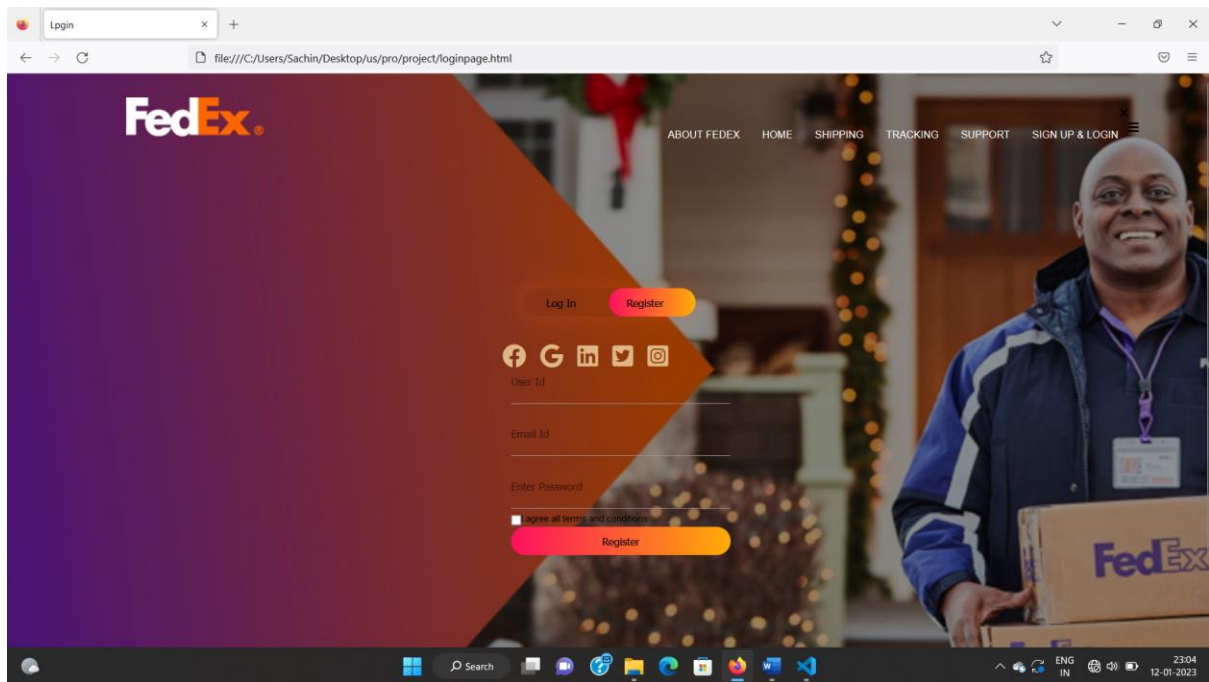 Lpgin
file:///C:/Users/Sachin/Desktop/us/pro/project/loginpage.html
FedEx.
ABOUT FEDEX HOME SHIPPING TRACKING SUPPORT SIGN UP & LOGIN
Log In Register
User Id
Email Id
Enter Password
I agree all terms and conditions
Register
FedEx
Search
ENG
IN
23:04
12-01-2023